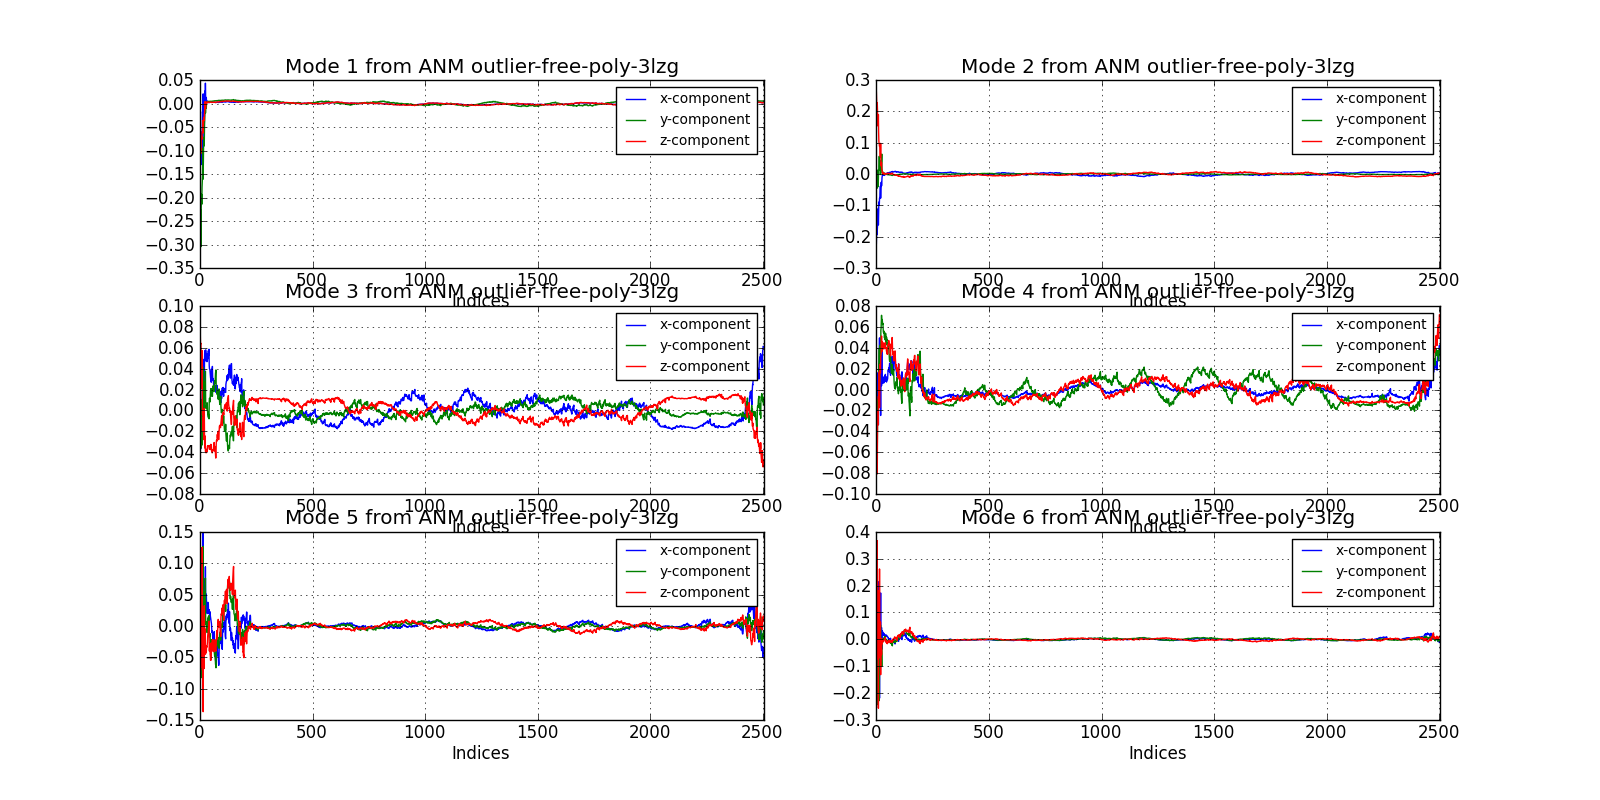 Mode 1 from ANM outlier-free-poly-3lzg
0.05
0.00
−0.05
−0.10
−0.15
−0.20
−0.25
−0.30
−0.35
x-component
y-component
z-component
0 500 1000 1500 2000 2500
Indices
Mode 2 from ANM outlier-free-poly-3lzg
0.3
0.2
0.1
0.0
−0.1
−0.2
−0.3
x-component
y-component
z-component
0 500 1000 1500 2000 2500
Indices
Mode 3 from ANM outlier-free-poly-3lzg
0.10
0.08
0.06
0.04
0.02
0.00
−0.02
−0.04
−0.06
−0.08
x-component
y-component
z-component
0 500 1000 1500 2000 2500
Indices
Mode 4 from ANM outlier-free-poly-3lzg
0.08
0.06
0.04
0.02
0.00
−0.02
−0.04
−0.06
−0.08
−0.10
x-component
y-component
z-component
0 500 1000 1500 2000 2500
Indices
Mode 5 from ANM outlier-free-poly-3lzg
0.15
0.10
0.05
0.00
−0.05
−0.10
−0.15
x-component
y-component
z-component
0 500 1000 1500 2000 2500
Indices
Mode 6 from ANM outlier-free-poly-3lzg
0.4
0.3
0.2
0.1
0.0
−0.1
−0.2
−0.3
x-component
y-component
z-component
0 500 1000 1500 2000 2500
Indices